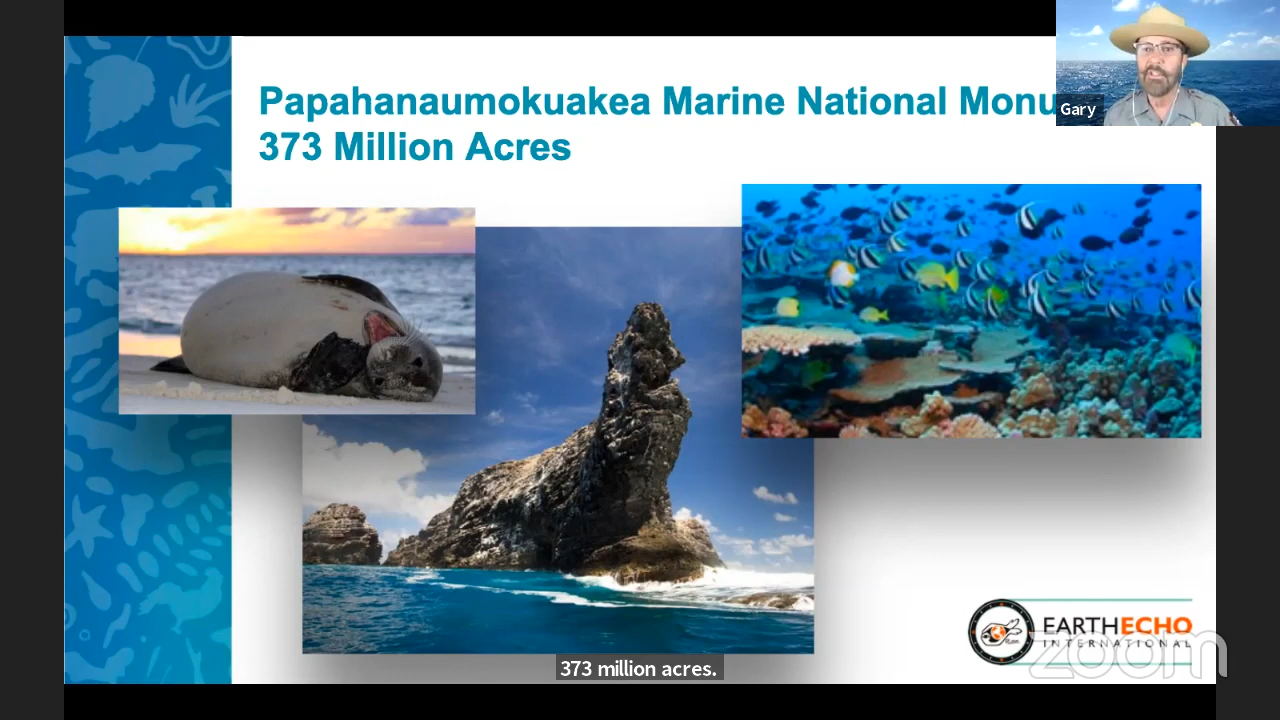 Papahanaumokuakea Marine National Monu
373 Million Acres
Gary
EARTHECHO
INTERNATIONAL
zoom
373 million acres.